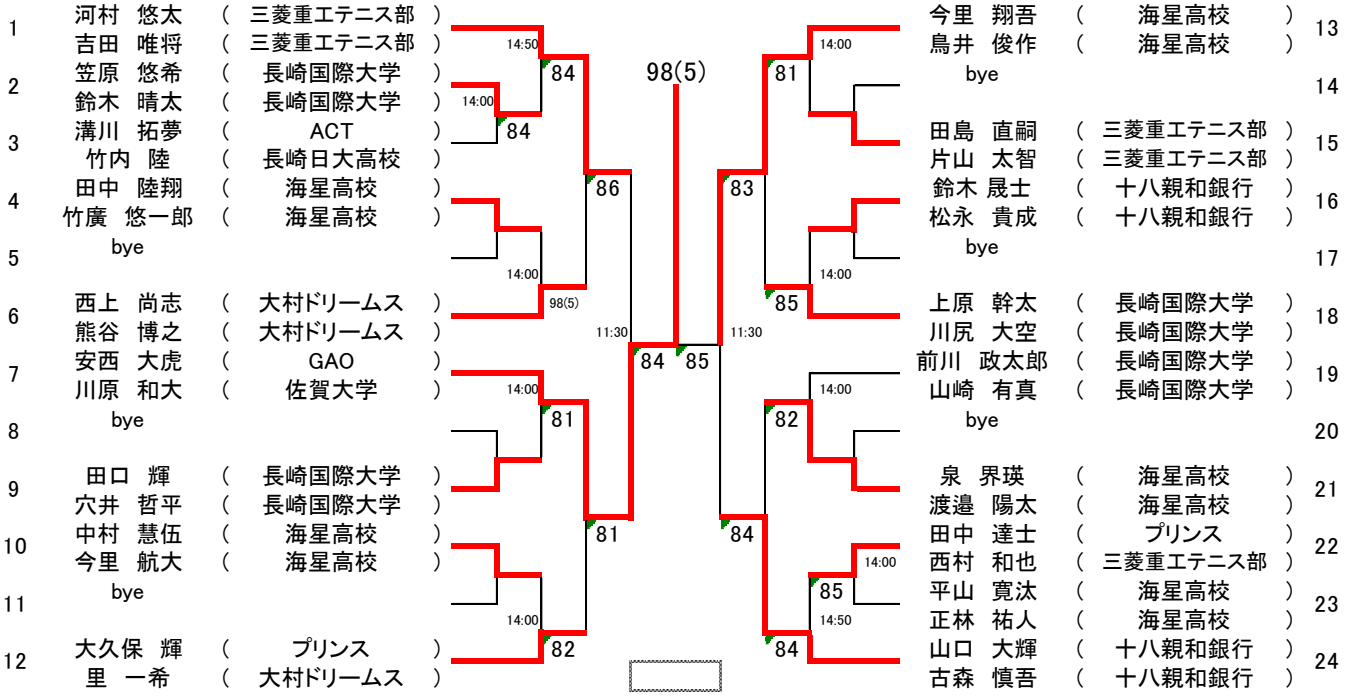 1 河村 悠太 ( 三菱重工テニス部 )
吉田 唯将 ( 三菱重工テニス部 )
2 笠原 悠希 ( 長崎国際大学 )
鈴木 晴太 ( 長崎国際大学 )
3 溝川 拓夢 ( ACT )
竹内 陸 ( 長崎日大高校 )
4 田中 陸翔 ( 海星高校 )
竹廣 悠一郎 ( 海星高校 )
5 bye
6 西上 尚志 ( 大村ドリームス )
熊谷 博之 ( 大村ドリームス )
7 安西 大虎 ( GAO )
川原 和大 ( 佐賀大学 )
8 bye
9 田口 輝 ( 長崎国際大学 )
穴井 哲平 ( 長崎国際大学 )
10 中村 慧伍 ( 海星高校 )
今里 航大 ( 海星高校 )
11 bye
12 大久保 輝 ( プリンス )
里 一希 ( 大村ドリームス )
14:50
84
14:00
84
86
14:00
98(5)
11:30
84
14:00
81
81
14:00
82
98(5)
85
14:00
81
83
14:00
85
11:30
14:00
82
84
14:00
85
14:50
84
今里 翔吾 ( 海星高校 ) 13
鳥井 俊作 ( 海星高校 )
bye 14
田島 直嗣 ( 三菱重工テニス部 ) 15
片山 太智 ( 三菱重工テニス部 )
鈴木 晟士 ( 十八親和銀行 ) 16
松永 貴成 ( 十八親和銀行 )
bye 17
上原 幹太 ( 長崎国際大学 ) 18
川尻 大空 ( 長崎国際大学 )
前川 政太郎 ( 長崎国際大学 ) 19
山崎 有真 ( 長崎国際大学 )
bye 20
泉 界瑛 ( 海星高校 ) 21
渡邉 陽太 ( 海星高校 )
田中 達士 ( プリンス ) 22
西村 和也 ( 三菱重工テニス部 )
平山 寛汰 ( 海星高校 ) 23
正林 祐人 ( 海星高校 )
山口 大輝 ( 十八親和銀行 ) 24
古森 慎吾 ( 十八親和銀行 )